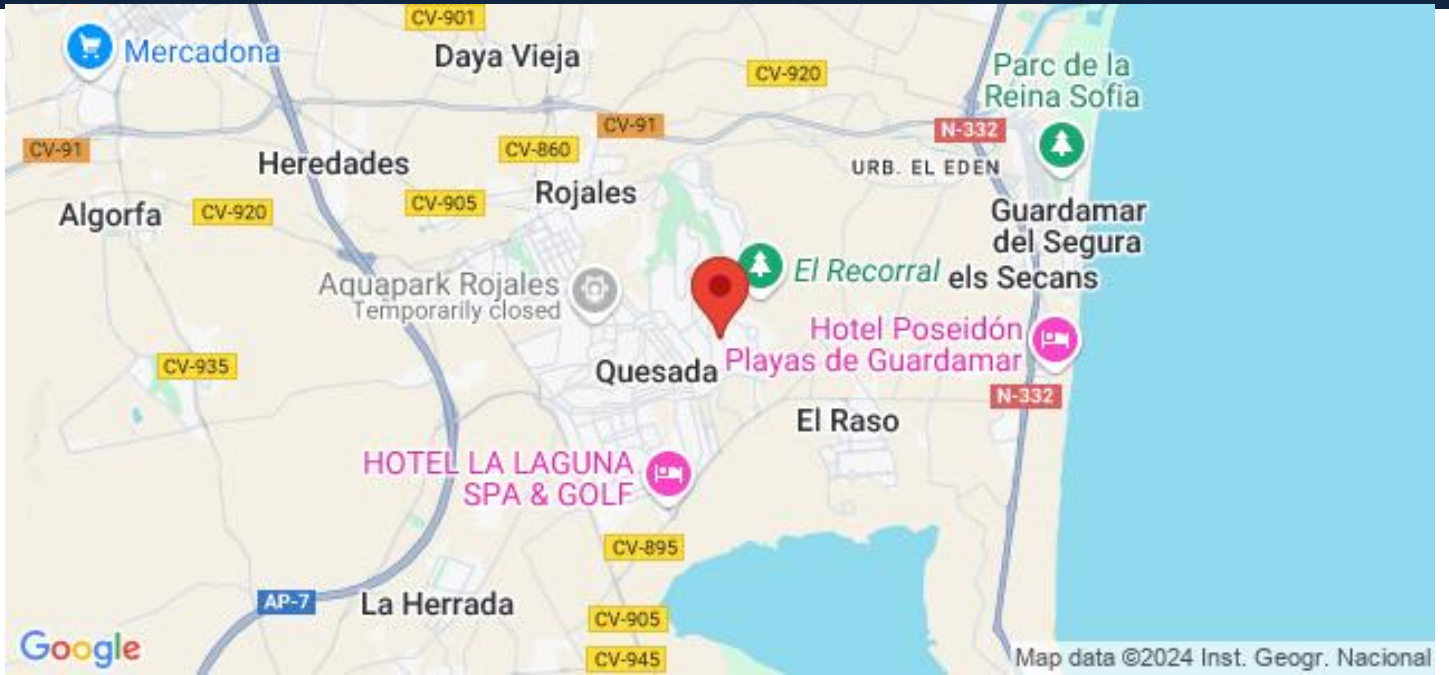 CV-901
Mercadona
Daya Vieja
CV-920
Parc de la
Reina Sofia
CV-91
N-332
CV-91
CV-860
Heredades
URB. EL EDEN
Rojales
Algorfa
CV-920
CV-905
Guardamar
del Segura
El Recorral
els Secans
Aquapark Rojales
Temporarily closed
Hotel Poseidón
Playas de Guardamar
CV-935
Quesada
N-332
El Raso
HOTEL LA LAGUNA
SPA & GOLF
CV-895
AP-7
La Herrada
CV-905
Google
CV-945
Map data ©2024 Inst. Geogr. Nacional